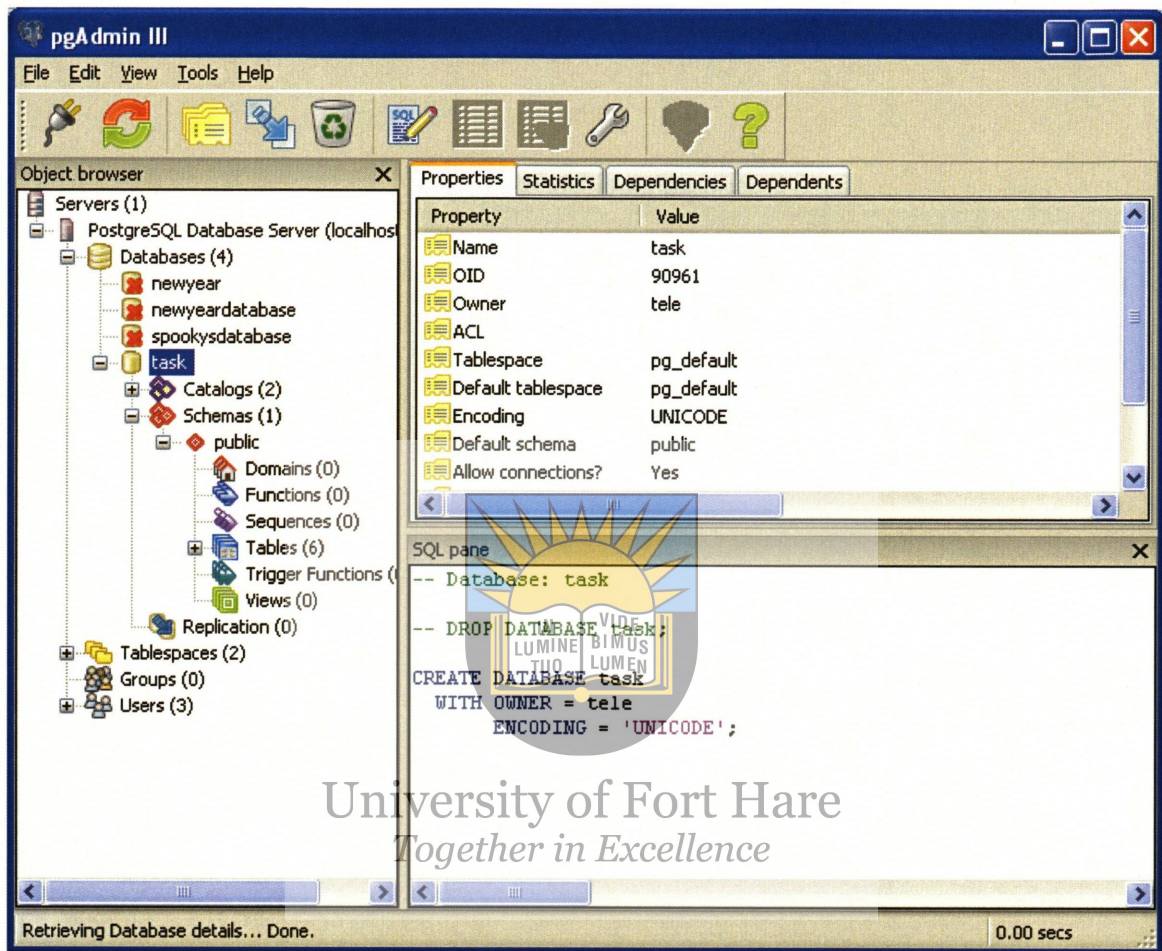 pgAdmin III
File Edit View Tools Help
Object browser
Servers (1)
PostgreSQL Database Server (localhost
Databases (4)
newyear
newyeardatabase
spookysdatabase
task
Catalogs (2)
Schemas (1)
public
Domains (0)
Functions (0)
Sequences (0)
Tables (6)
Trigger Functions (
Views (0)
Replication (0)
Tablespaces (2)
Groups (0)
Users (3)
Properties Statistics Dependencies Dependents
Property Value
Name task
OID 90961
Owner tele
ACL
Tablespace pg_default
Default tablespace pg_default
Encoding UNICODE
Default schema public
Allow connections? Yes
SQL pane
-- Database: task
-- DROP DATABASE task;
CREATE DATABASE task
WITH OWNER = tele
ENCODING = 'UNICODE';
LUMINE TUO
VIDE BIMUS LUMEN
University of Fort Hare
Together in Excellence
Retrieving Database details... Done. 0.00 secs